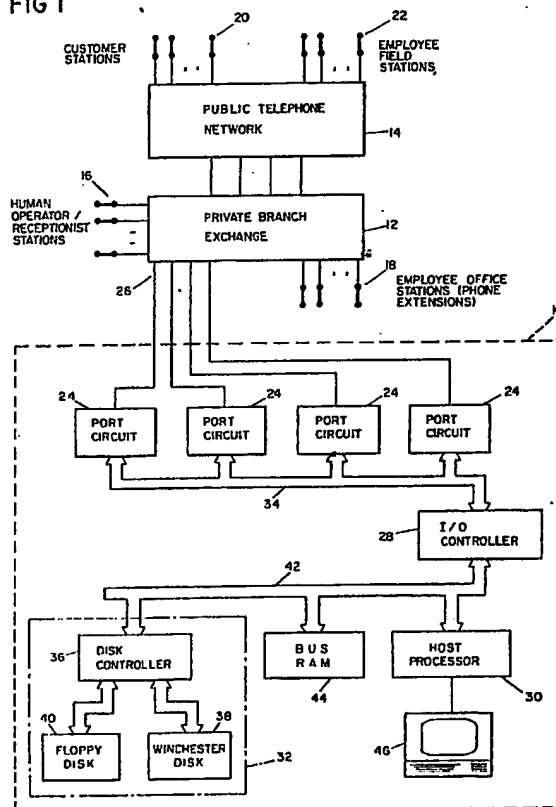 FIG 1
20
22
CUSTOMER
STATIONS
EMPLOYEE
FIELD
STATIONS
PUBLIC TELEPHONE
NETWORK
14
16
HUMAN
OPERATOR /
RECEPTIONIST
STATIONS
PRIVATE BRANCH
EXCHANGE
12
26
18
EMPLOYEE OFFICE
STATIONS (PHONE
EXTENSIONS)
24
24
24
24
PORT
CIRCUIT
PORT
CIRCUIT
PORT
CIRCUIT
PORT
CIRCUIT
34
28
I/O
CONTROLLER
42
36
DISK
CONTROLLER
BUS
RAM
44
HOST
PROCESSOR
30
40
FLOPPY
DISK
38
WINCHESTER
DISK
32
46